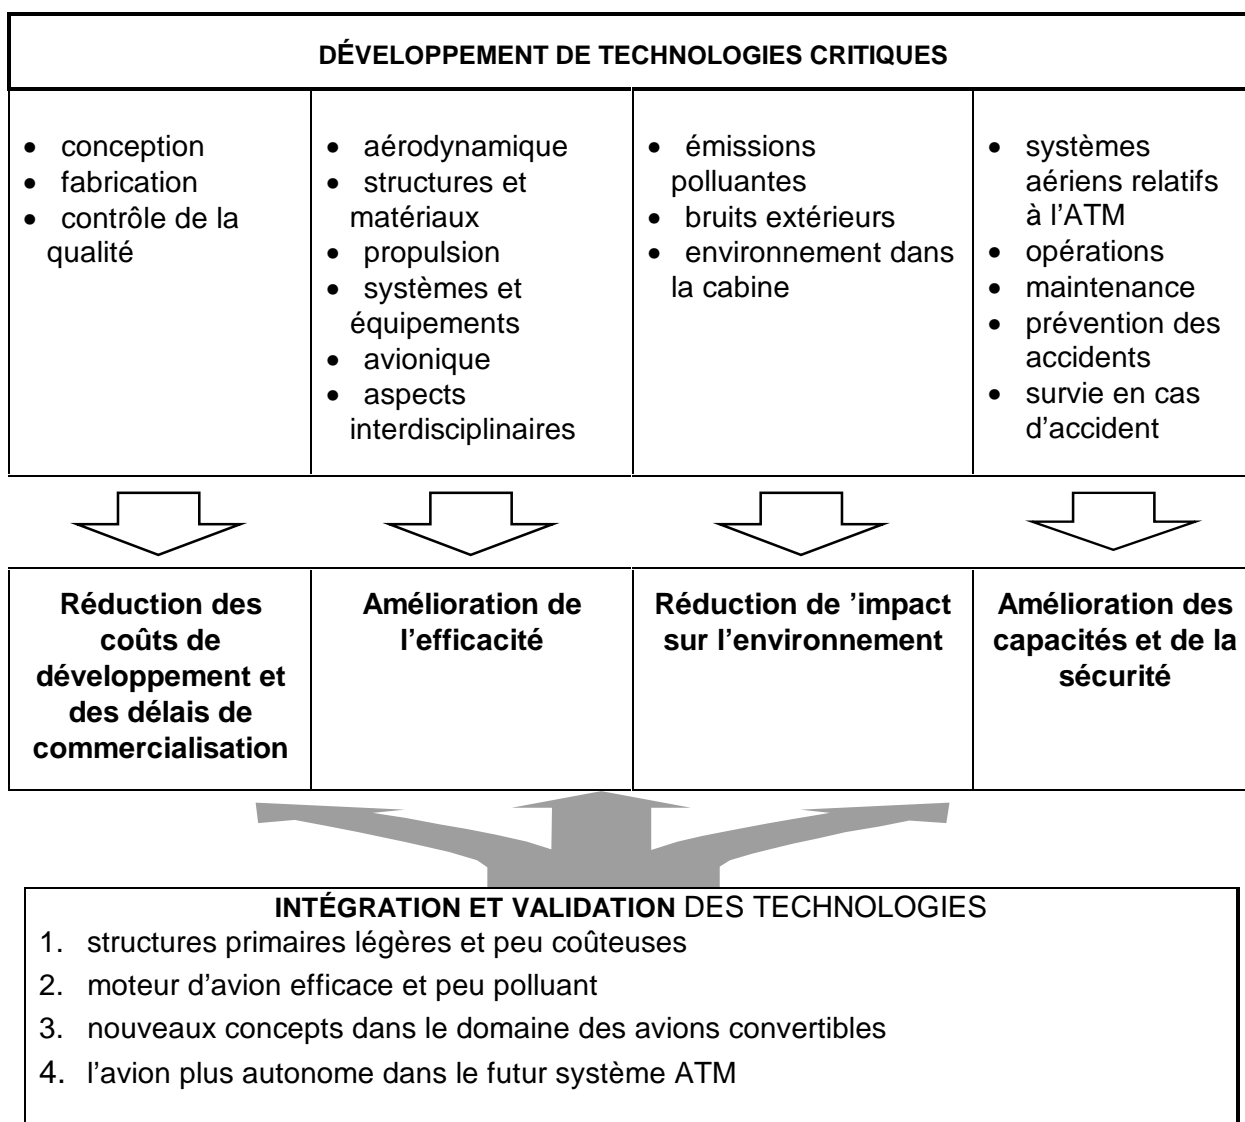 DÉVELOPPEMENT DE TECHNOLOGIES CRITIQUES
• conception
• fabrication
• contrôle de la
qualité
• aérodynamique
• structures et
matériaux
• propulsion
• systèmes et
équipements
• avionique
• aspects
interdisciplinaires
• émissions
polluantes
• bruits extérieurs
• environnement dans
la cabine
• systèmes
aériens relatifs
à l’ATM
• opérations
• maintenance
• prévention des
accidents
• survie en cas
d’accident
Réduction des
coûts de
développement et
des délais de
commercialisation
Amélioration de
l’efficacité
Réduction de ’impact
sur l’environnement
Amélioration des
capacités et de la
sécurité
INTÉGRATION ET VALIDATION DES TECHNOLOGIES
1. structures primaires légères et peu coûteuses
2. moteur d’avion efficace et peu polluant
3. nouveaux concepts dans le domaine des avions convertibles
4. l’avion plus autonome dans le futur système ATM